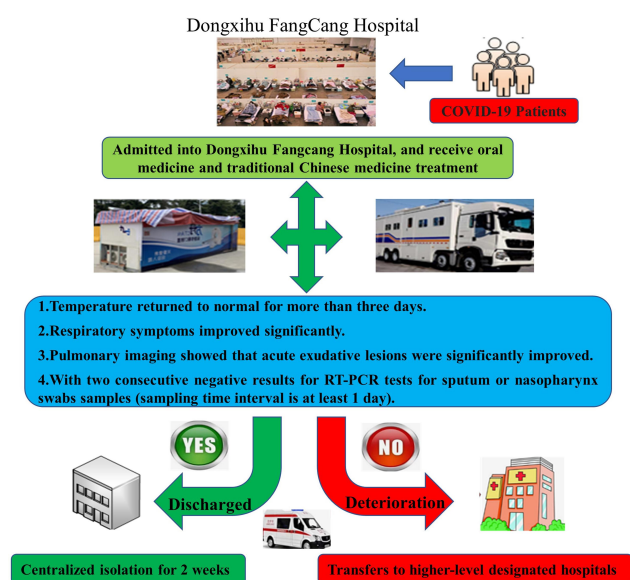 Dongxihu FangCang Hospital
COVID-19 Patients
Admitted into Dongxihu Fangcang Hospital, and receive oral
medicine and traditional Chinese medicine treatment
1.Temperature returned to normal for more than three days.
2.Respiratory symptoms improved significantly.
3.Pulmonary imaging showed that acute exudative lesions were significantly improved.
4.With two consecutive negative results for RT-PCR tests for sputum or nasopharynx
swabs samples (sampling time interval is at least 1 day).
YES
NO
Discharged
Deterioration
Centralized isolation for 2 weeks
Transfers to higher-level designated hospitals